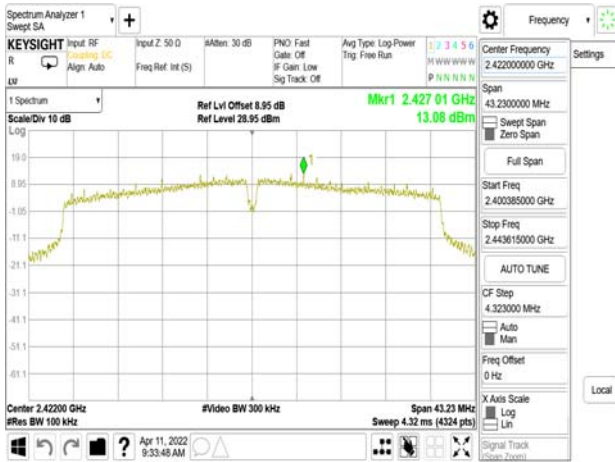 Spectrum Analyzer 1
Swept SA
Frequency
KEYSIGHT
R
LV
Input: RF
Coupling: DC
Align: Auto
Input Z: 50 Ω
Freq Ref: Int (S)
#Atten: 30 dB
PNO: Fast
Gate: Off
IF Gain: Low
Sig Track: Off
Avg Type: Log-Power
Trig: Free Run
1 2 3 4 5 6
M W W W W W
P N N N N N
1 Spectrum
Scale/Div 10 dB
Log
Ref Lvl Offset 8.95 dB
Ref Level 28.95 dBm
Mkr1 2.427 01 GHz
13.08 dBm
1
19.0
8.95
-1.05
-11.1
-21.1
-31.1
-41.1
-51.1
-61.1
Center 2.42200 GHz
#Res BW 100 kHz
#Video BW 300 kHz
Span 43.23 MHz
Sweep 4.32 ms (4324 pts)
Apr 11, 2022
9:33:48 AM
Center Frequency
2.422000000 GHz
Settings
Span
43.2300000 MHz
Swept Span
Zero Span
Full Span
Start Freq
2.400385000 GHz
Stop Freq
2.443615000 GHz
AUTO TUNE
CF Step
4.323000 MHz
Auto
Man
Freq Offset
0 Hz
X Axis Scale
Log
Lin
Local
Signal Track
(Span Zoom)